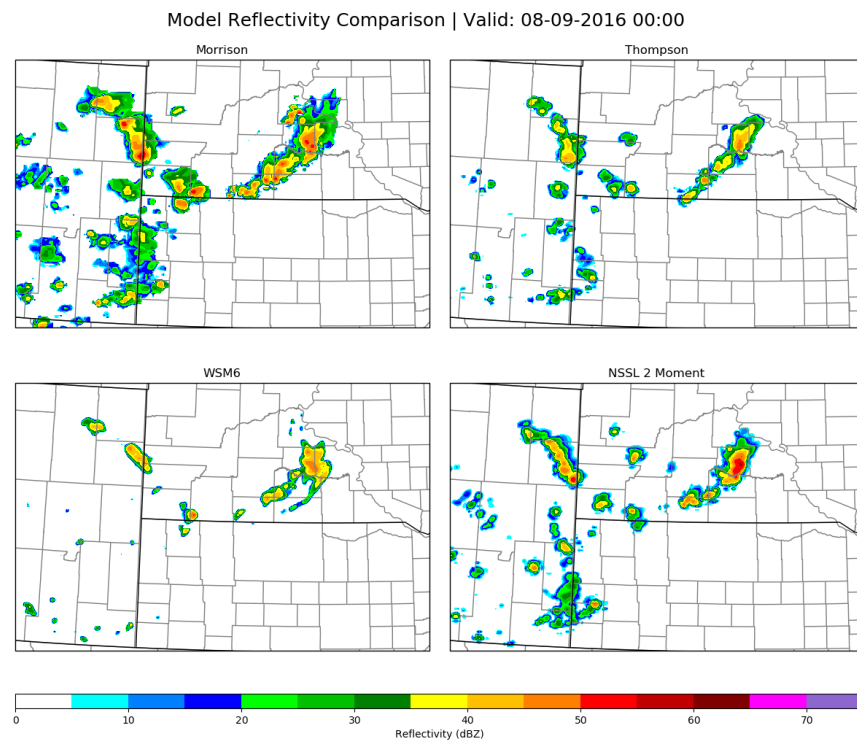 Model Reflectivity Comparison | Valid: 08-09-2016 00:00
Morrison
Thompson
WSM6
NSSL 2 Moment
0 10 20 30 40 50 60 70
Reflectivity (dBZ)